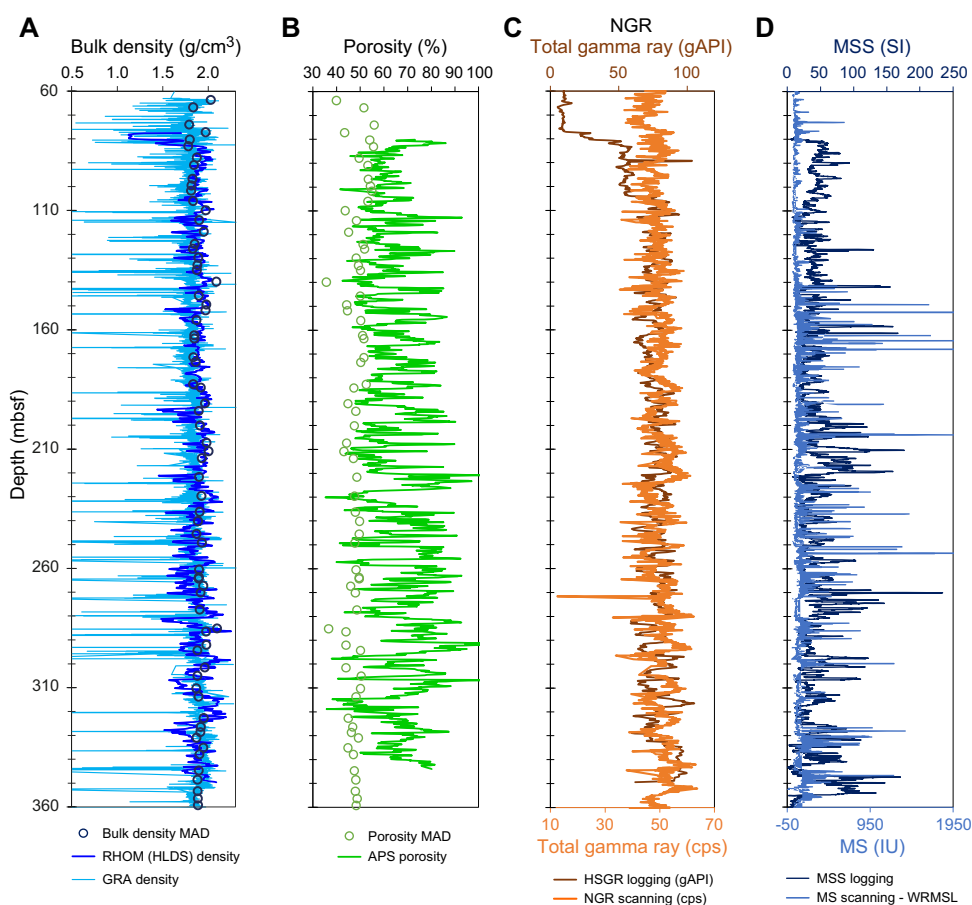 A
Bulk density (g/cm3)
0.5 1.0 1.5 2.0
B
Porosity (%)
30 40 50 60 70 80 90 100
C
NGR
Total gamma ray (gAPI)
0 50 100
D
MSS (SI)
0 50 100 150 200 250
Depth (mbsf)
60
110
160
210
260
310
360
Bulk density MAD
RHOM (HLDS) density
GRA density
Porosity MAD
APS porosity
10 30 50 70
Total gamma ray (cps)
HSGR logging (gAPI)
NGR scanning (cps)
-50 950 1950
MS (IU)
MSS logging
MS scanning - WRMSL